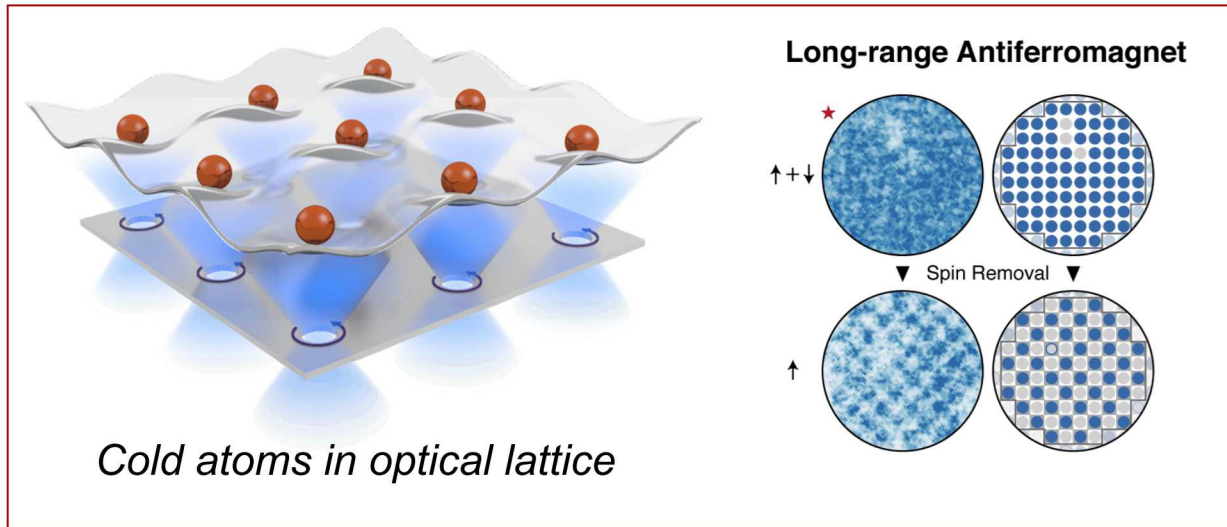 Long-range Antiferromagnet
★
↑+↓
▼ Spin Removal ▼
↑
Cold atoms in optical lattice